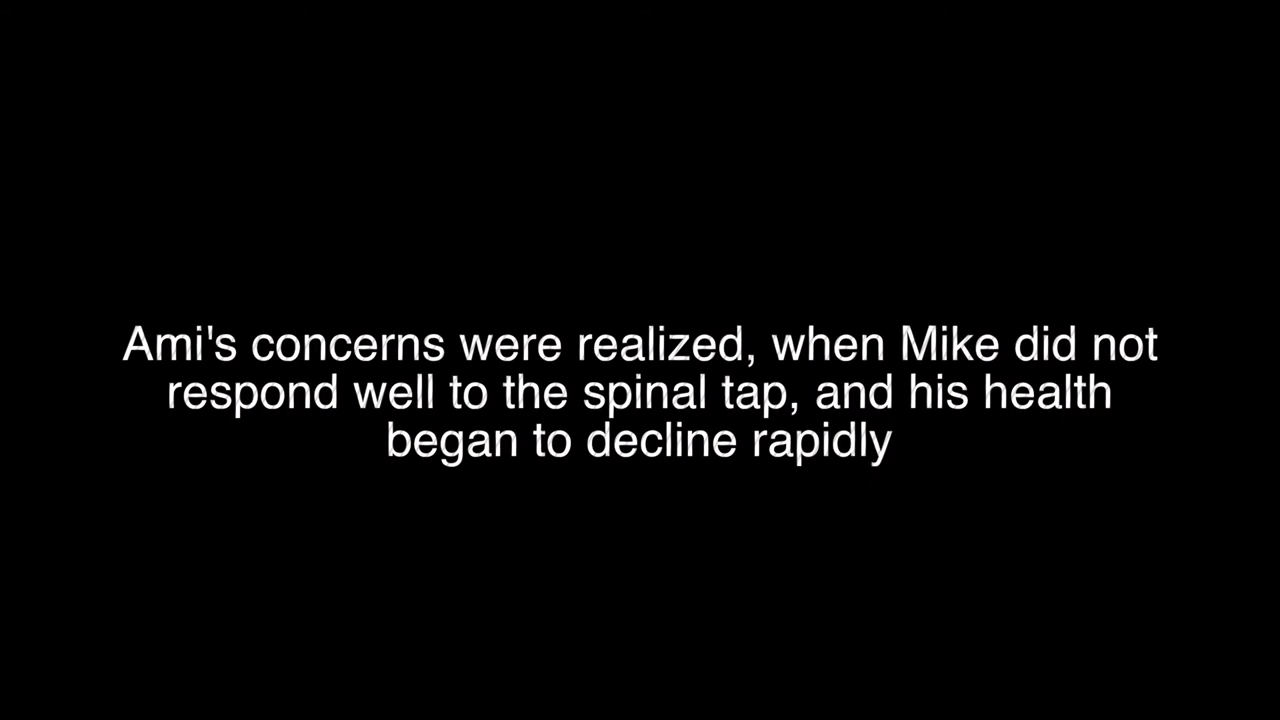 Ami's concerns were realized, when Mike did not
respond well to the spinal tap, and his health
began to decline rapidly